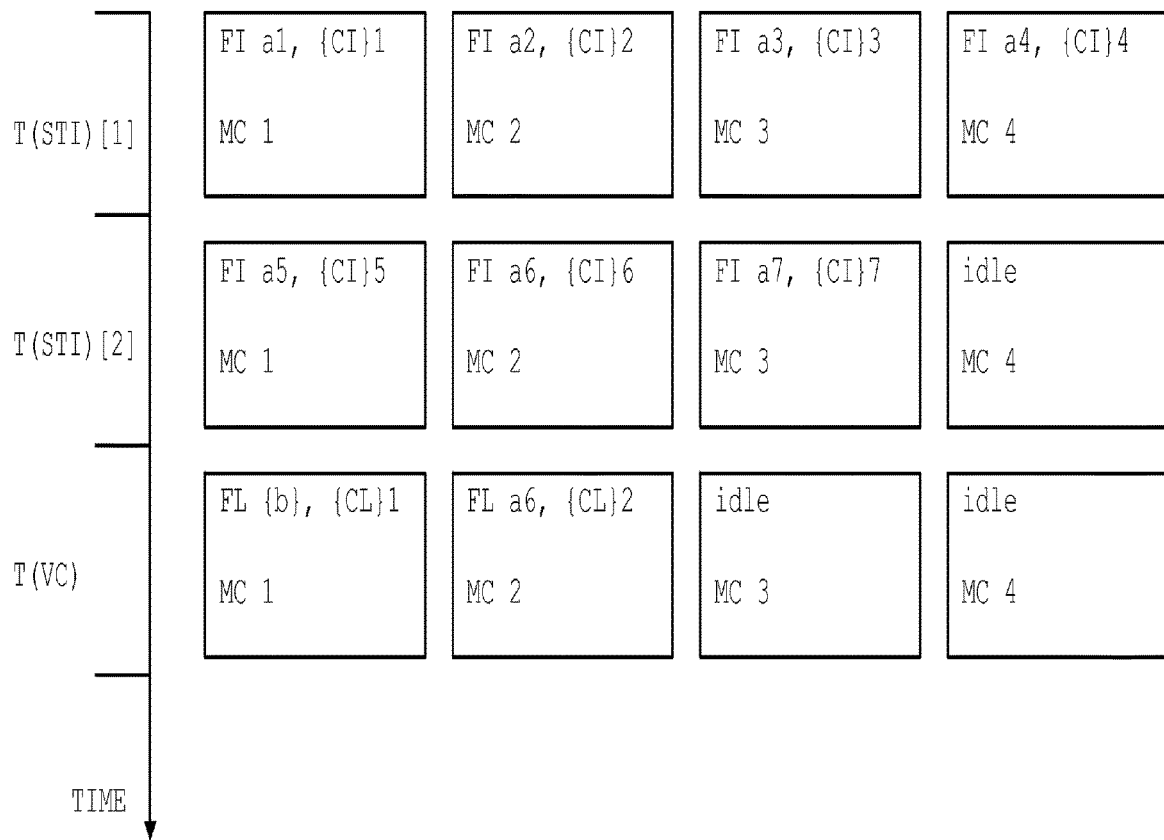 FI a1, {CI}1
FI a2, {CI}2
FI a3, {CI}3
FI a4, {CI}4
T(STI)[1]
MC 1
MC 2
MC 3
MC 4
FI a5, {CI}5
FI a6, {CI}6
FI a7, {CI}7
idle
T(STI)[2]
MC 1
MC 2
MC 3
MC 4
FL {b}, {CL}1
FL a6, {CL}2
idle
idle
T(VC)
MC 1
MC 2
MC 3
MC 4
TIME